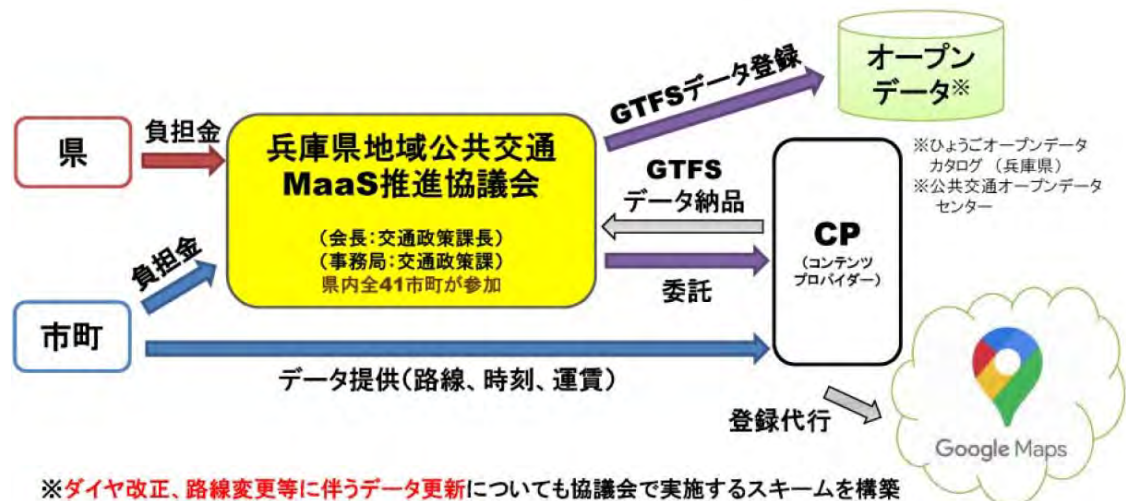 県
負担金
市町
負担金
兵庫県地域公共交通
MaaS推進協議会
(会長:交通政策課長)
(事務局:交通政策課)
県内全41市町が参加
GTFSデータ登録
オープン
データ※
※ひょうごオープンデータ
カタログ (兵庫県)
※公共交通オープンデータ
センター
GTFS
データ納品
委託
CP
(コンテンツ
プロバイダー)
データ提供(路線、時刻、運賃)
登録代行
Google Maps
※ダイヤ改正、路線変更等に伴うデータ更新についても協議会で実施するスキームを構築